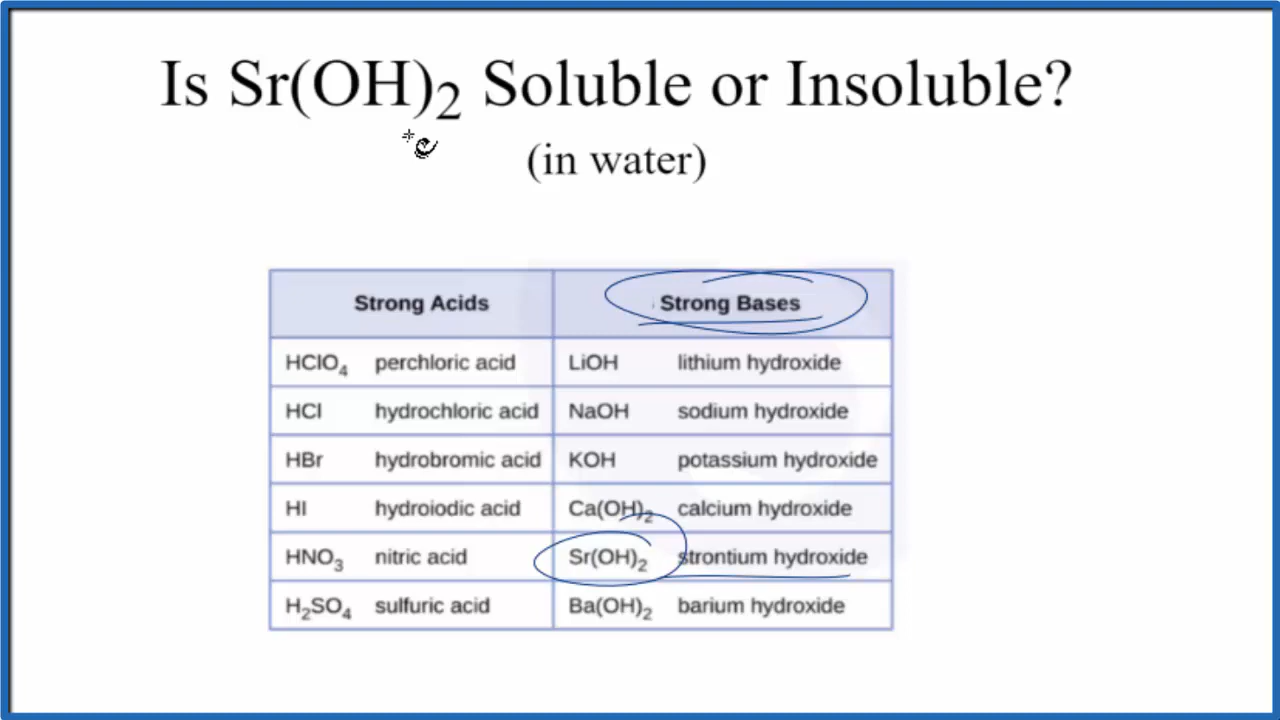 Is Sr(OH)₂ Soluble or Insoluble?
(in water)
Strong Acids Strong Bases
HClO₄ perchloric acid LiOH lithium hydroxide
HCl hydrochloric acid NaOH sodium hydroxide
HBr hydrobromic acid KOH potassium hydroxide
HI hydroiodic acid Ca(OH)₂ calcium hydroxide
HNO₃ nitric acid Sr(OH)₂ strontium hydroxide
H₂SO₄ sulfuric acid Ba(OH)₂ barium hydroxide